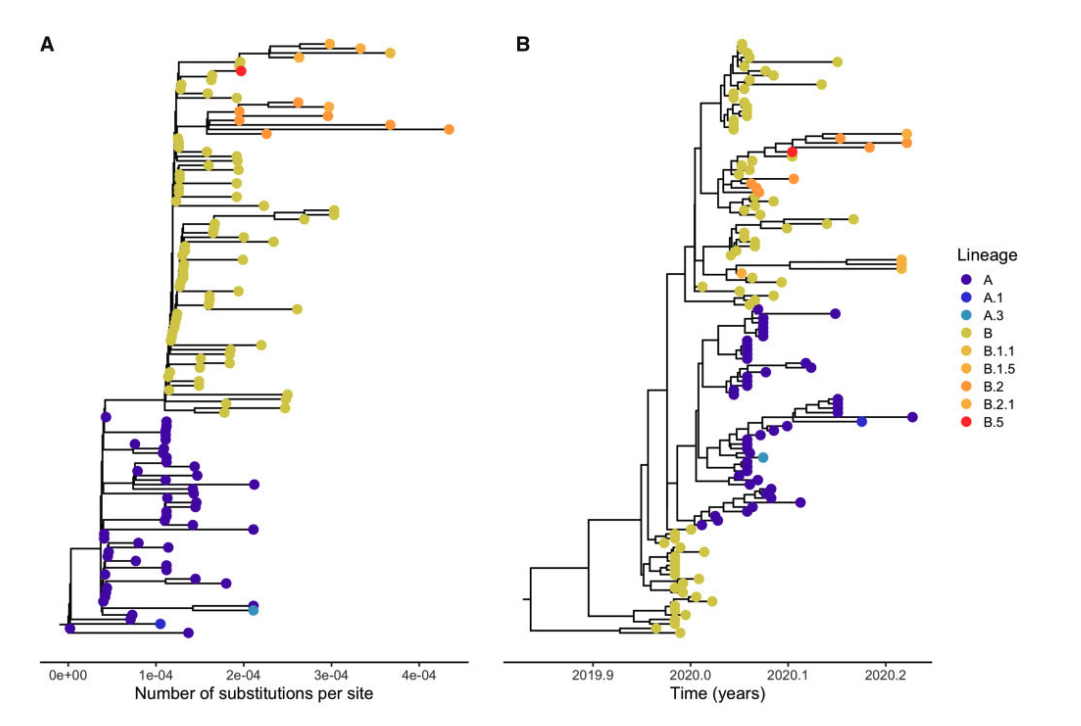 A
B
Lineage
A
A.1
A.3
B
B.1.1
B.1.5
B.2
B.2.1
B.5
0e+00 1e-04 2e-04 3e-04 4e-04
Number of substitutions per site
2019.9 2020.0 2020.1 2020.2
Time (years)